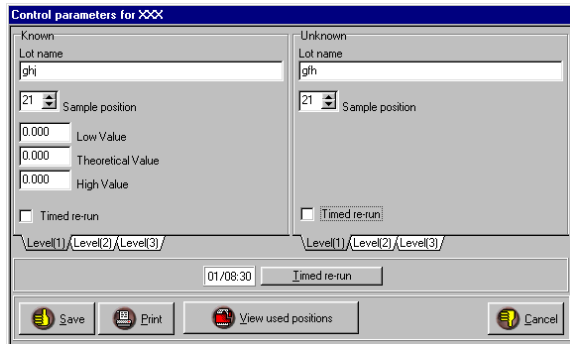 Control parameters for XXX
Known
Lot name
ghj
21 Sample position
0.000 Low Value
0.000 Theoretical Value
0.000 High Value
Timed re-run
Level(1) Level(2) Level(3)
Unknown
Lot name
gfh
21 Sample position
Timed re-run
Level(1) Level(2) Level(3)
01/08:30 Timed re-run
Save Print View used positions Cancel